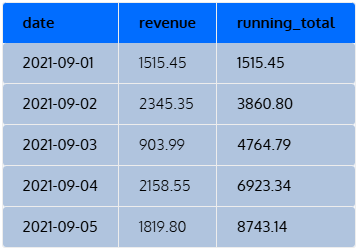 date revenue running_total
2021-09-01 1515.45 1515.45
2021-09-02 2345.35 3860.80
2021-09-03 903.99 4764.79
2021-09-04 2158.55 6923.34
2021-09-05 1819.80 8743.14